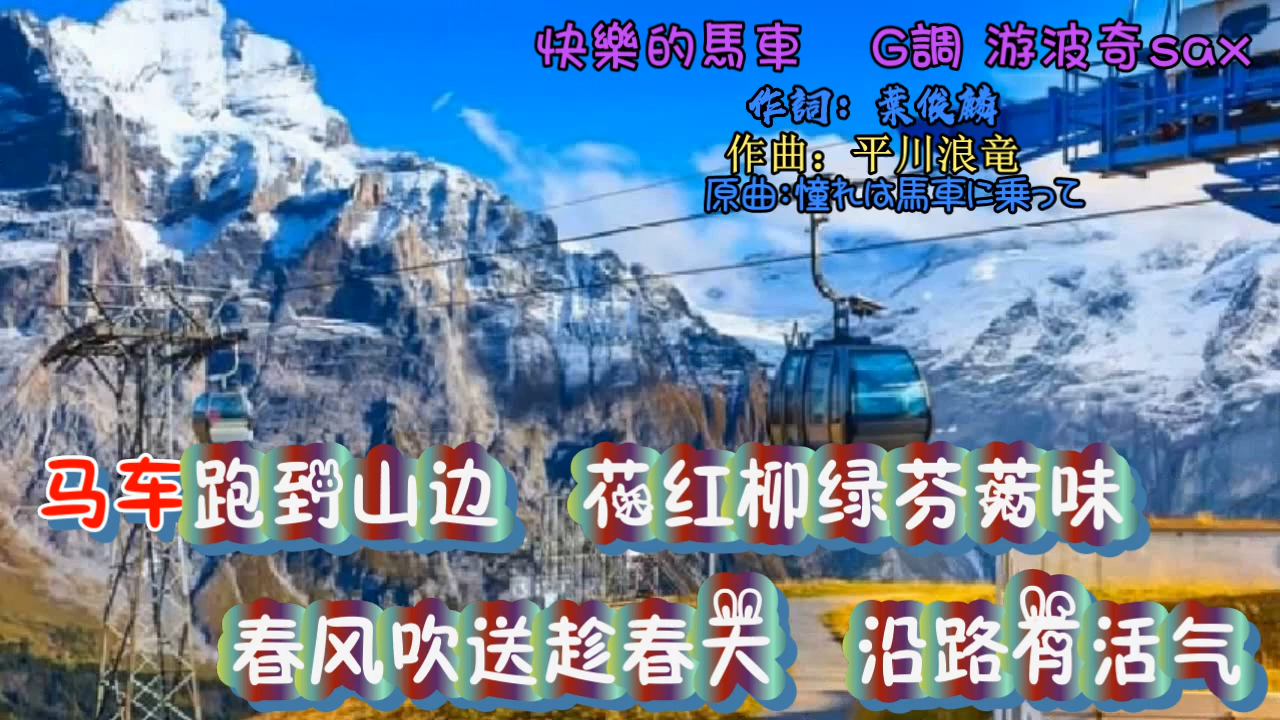 快樂的馬車 G調 游波奇sax
作詞：葉俊麟
作曲：平川浪竜
原曲：憧れは馬車に乗って
马车跑到山边 花红柳绿芬芳味
春风吹送趁春天 沿路有活气